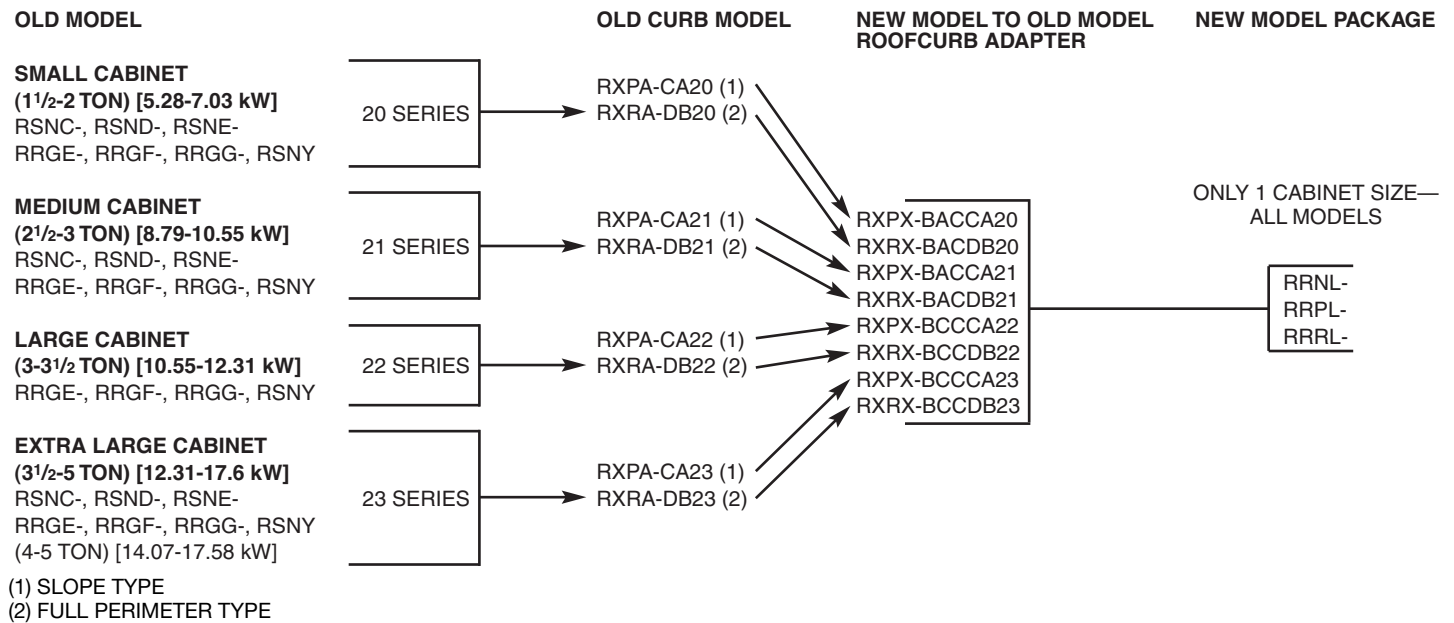 OLD MODEL
OLD CURB MODEL
NEW MODEL TO OLD MODEL
ROOFCURB ADAPTER
NEW MODEL PACKAGE
SMALL CABINET
(1 1/2-2 TON) [5.28-7.03 kW]
RSNC-, RSND-, RSNE-
RRGE-, RRGF-, RRGG-, RSNY
20 SERIES
RXPA-CA20 (1)
RXRA-DB20 (2)
MEDIUM CABINET
(2 1/2-3 TON) [8.79-10.55 kW]
RSNC-, RSND-, RSNE-
RRGE-, RRGF-, RRGG-, RSNY
21 SERIES
RXPA-CA21 (1)
RXRA-DB21 (2)
LARGE CABINET
(3-3 1/2 TON) [10.55-12.31 kW]
RRGE-, RRGF-, RRGG-, RSNY
22 SERIES
RXPA-CA22 (1)
RXRA-DB22 (2)
EXTRA LARGE CABINET
(3 1/2-5 TON) [12.31-17.6 kW]
RSNC-, RSND-, RSNE-
RRGE-, RRGF-, RRGG-, RSNY
(4-5 TON) [14.07-17.58 kW]
23 SERIES
RXPA-CA23 (1)
RXRA-DB23 (2)
RXPX-BACCA20
RXRX-BACDB20
RXPX-BACCA21
RXRX-BACDB21
RXPX-BCCCA22
RXRX-BCCDB22
RXPX-BCCCA23
RXRX-BCCDB23
ONLY 1 CABINET SIZE—
ALL MODELS
RRNL-
RRPL-
RRRL-
(1) SLOPE TYPE
(2) FULL PERIMETER TYPE